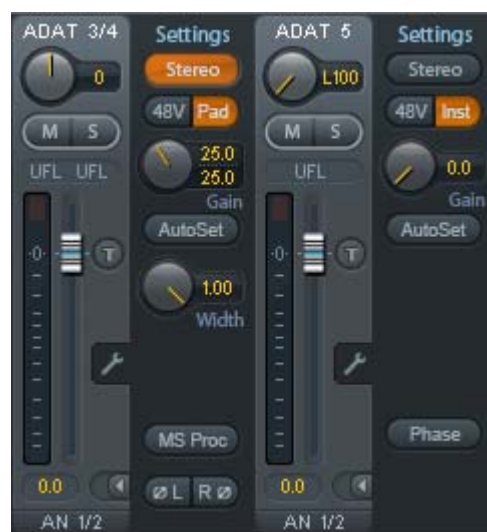 ADAT 3/4
0
M S
UFL UFL
-0-
T
0.0
AN 1/2
Settings
Stereo
48V Pad
25.0
25.0
Gain
AutoSet
1.00
Width
MS Proc
Ø L R Ø
ADAT 5
L100
M S
UFL
-0-
T
0.0
AN 1/2
Settings
Stereo
48V Inst
0.0
Gain
AutoSet
Phase